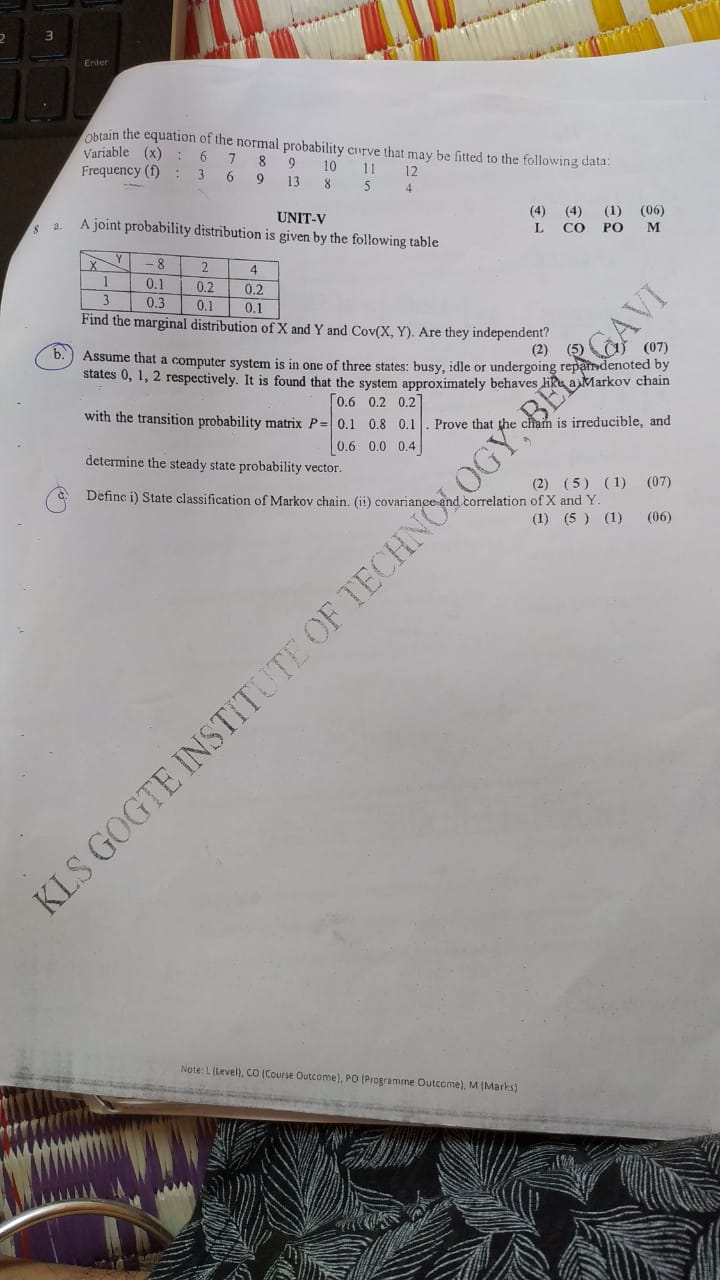 2
3
Enter
Obtain the equation of the normal probability curve that may be fitted to the following data:
Variable (x) : 6 7 8 9 10 11 12
Frequency (f) : 3 6 9 13 8 5 4
(4) (4) (1) (06)
UNIT-V L CO PO M
8 a. A joint probability distribution is given by the following table
X Y – 8 2 4
1 0.1 0.2 0.2
3 0.3 0.1 0.1
Find the marginal distribution of X and Y and Cov(X, Y). Are they independent?
(2) (5) (1) (07)
b. Assume that a computer system is in one of three states: busy, idle or undergoing repair denoted by
states 0, 1, 2 respectively. It is found that the system approximately behaves like a Markov chain
with the transition probability matrix P = [0.6 0.2 0.2
0.1 0.8 0.1
0.6 0.0 0.4] . Prove that the chain is irreducible, and
determine the steady state probability vector.
(2) ( 5 ) ( 1) (07)
c. Define i) State classification of Markov chain. (ii) covariance and correlation of X and Y.
(1) (5 ) (1) (06)
KLS GOGTE INSTITUTE OF TECHNOLOGY, BELAGAVI
Note: L (Level), CO (Course Outcome), PO (Programme Outcome), M (Marks)